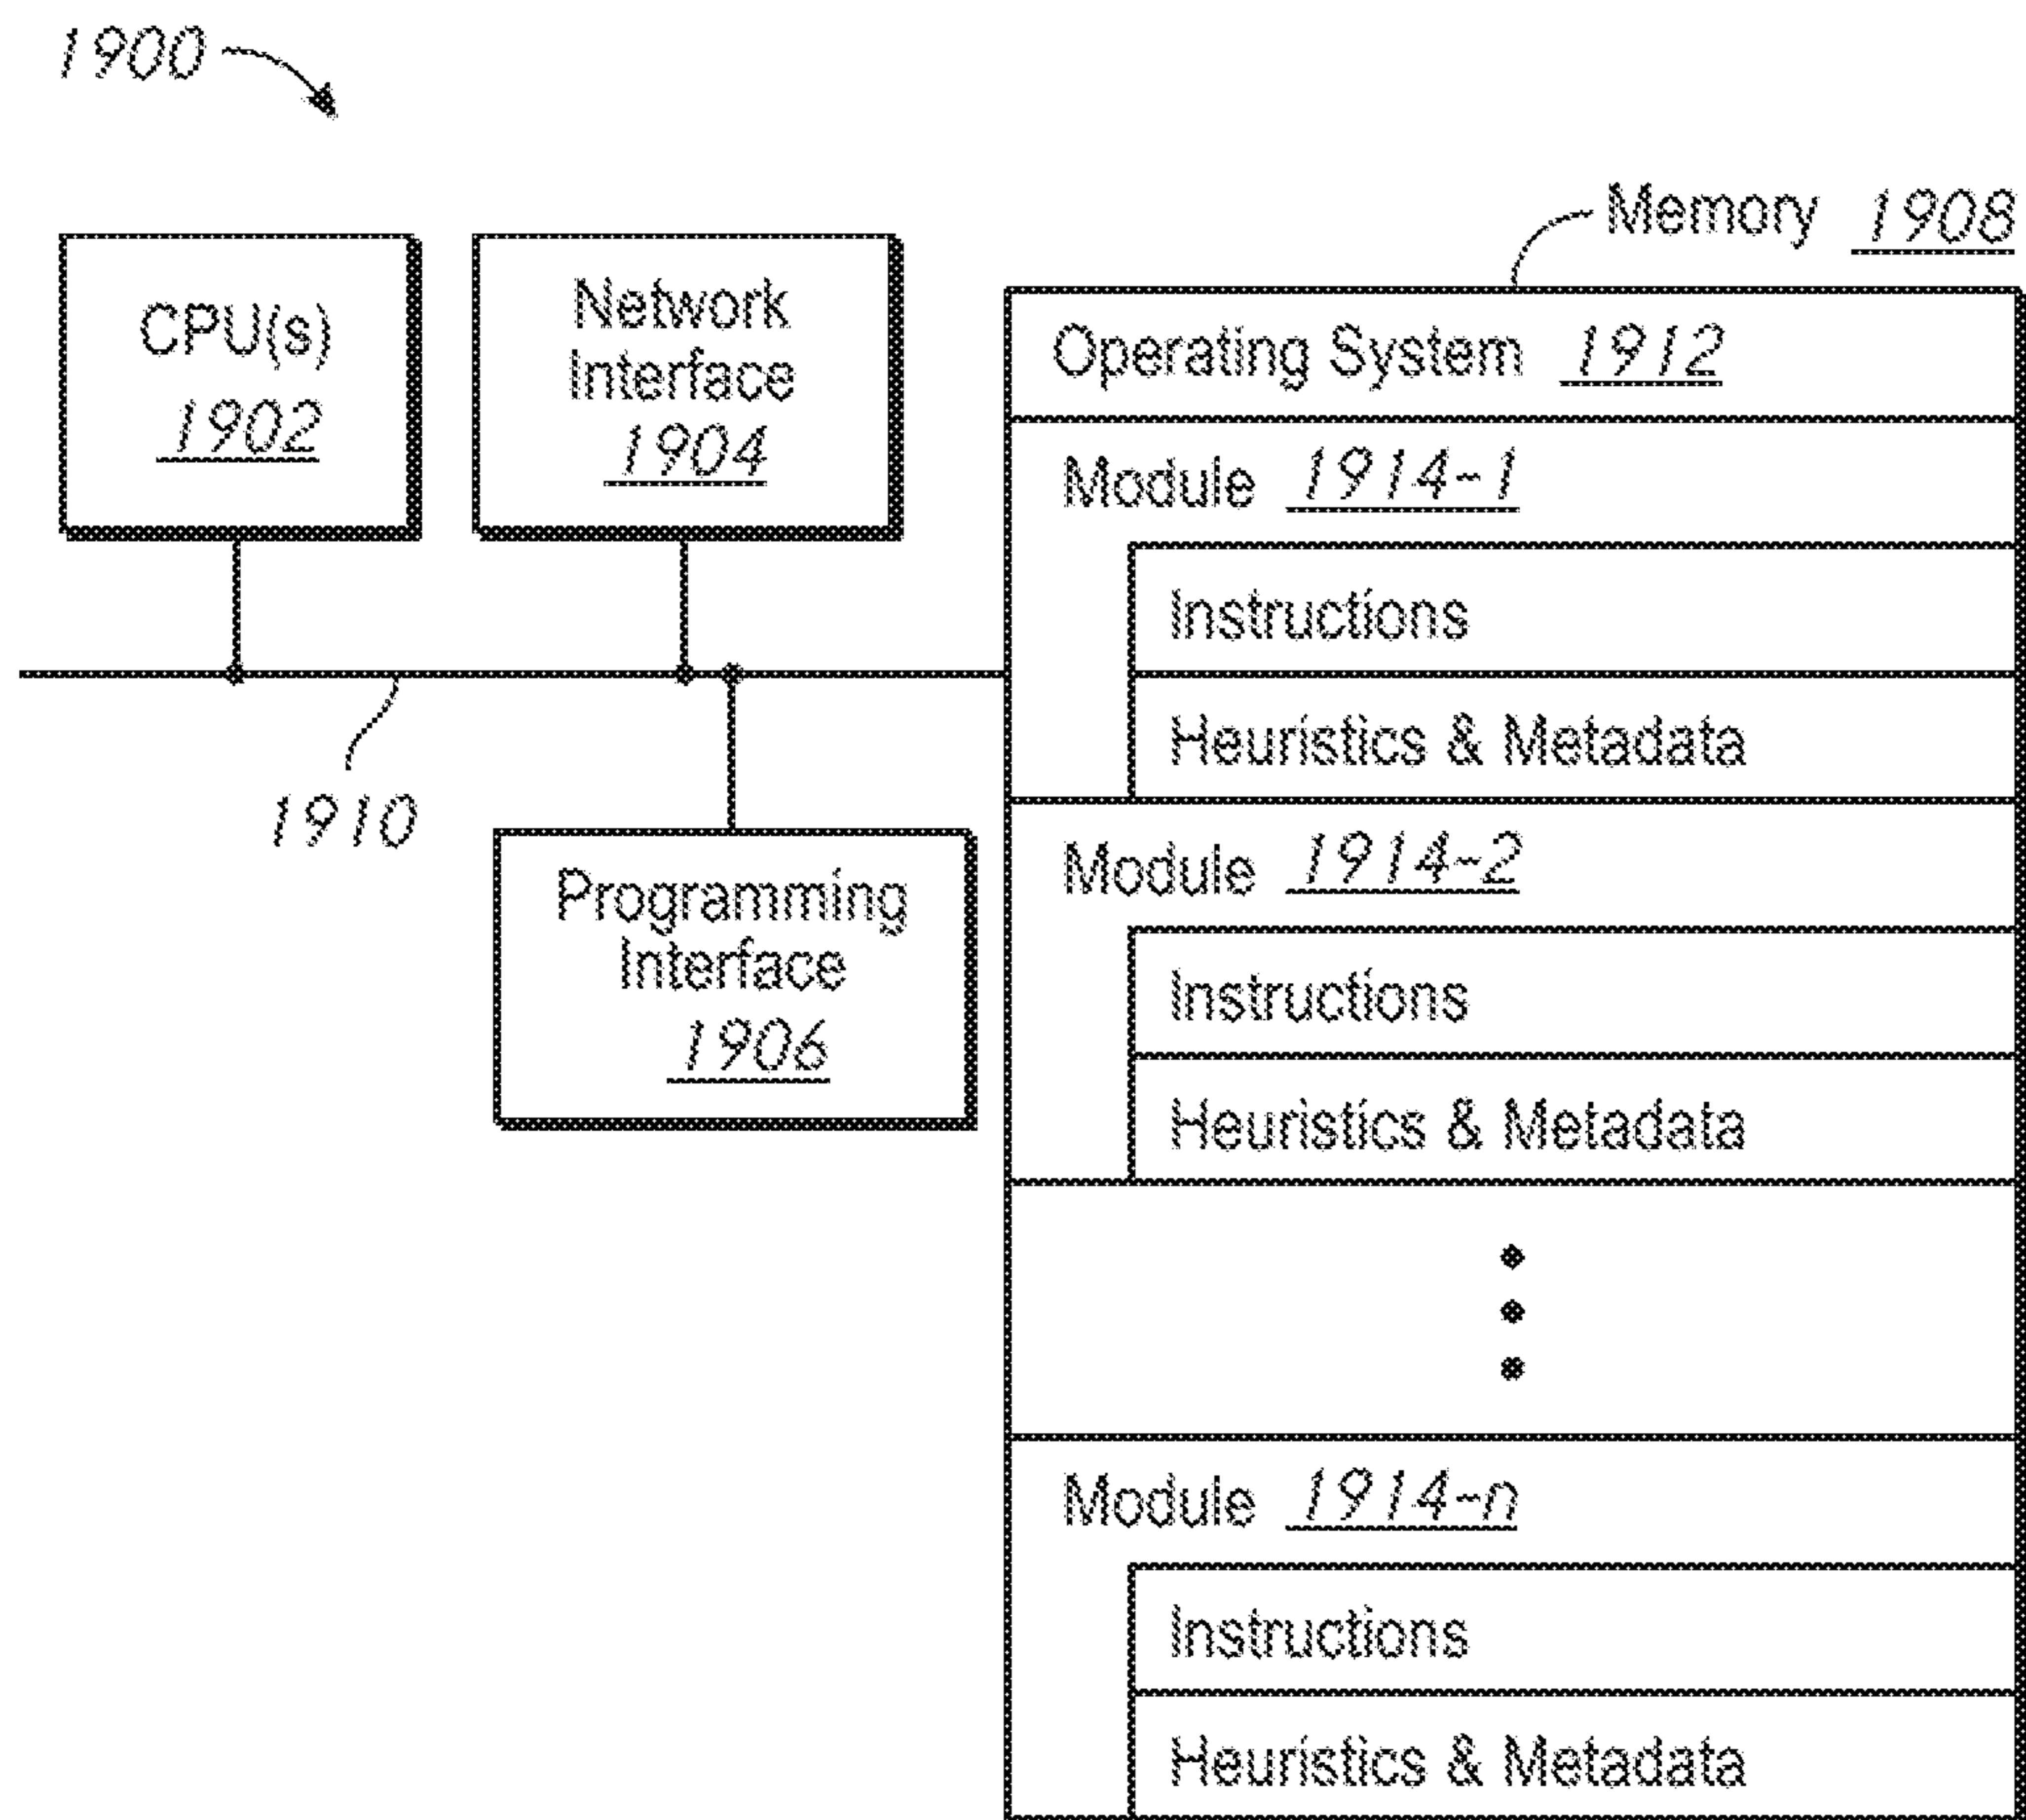 1900
Memory 1908
CPU(s)
1902
Network
Interface
1904
Operating System 1912
Module 1914-1
Instructions
Heuristics & Metadata
1910
Programming
Interface
1906
Module 1914-2
Instructions
Heuristics & Metadata
Module 1914-n
Instructions
Heuristics & Metadata